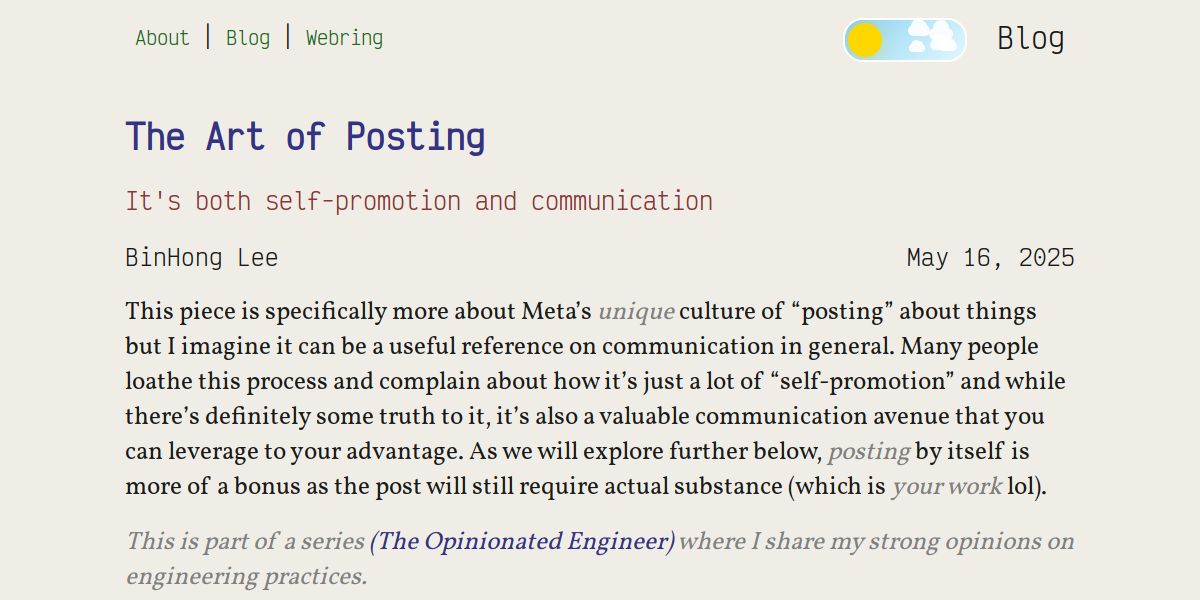 About | Blog | Webring
Blog
The Art of Posting
It's both self-promotion and communication
BinHong Lee
May 16, 2025
This piece is specifically more about Meta’s unique culture of “posting” about things
but I imagine it can be a useful reference on communication in general. Many people
loathe this process and complain about how it’s just a lot of “self-promotion” and while
there’s definitely some truth to it, it’s also a valuable communication avenue that you
can leverage to your advantage. As we will explore further below, posting by itself is
more of a bonus as the post will still require actual substance (which is your work lol).
This is part of a series (The Opinionated Engineer) where I share my strong opinions on
engineering practices.